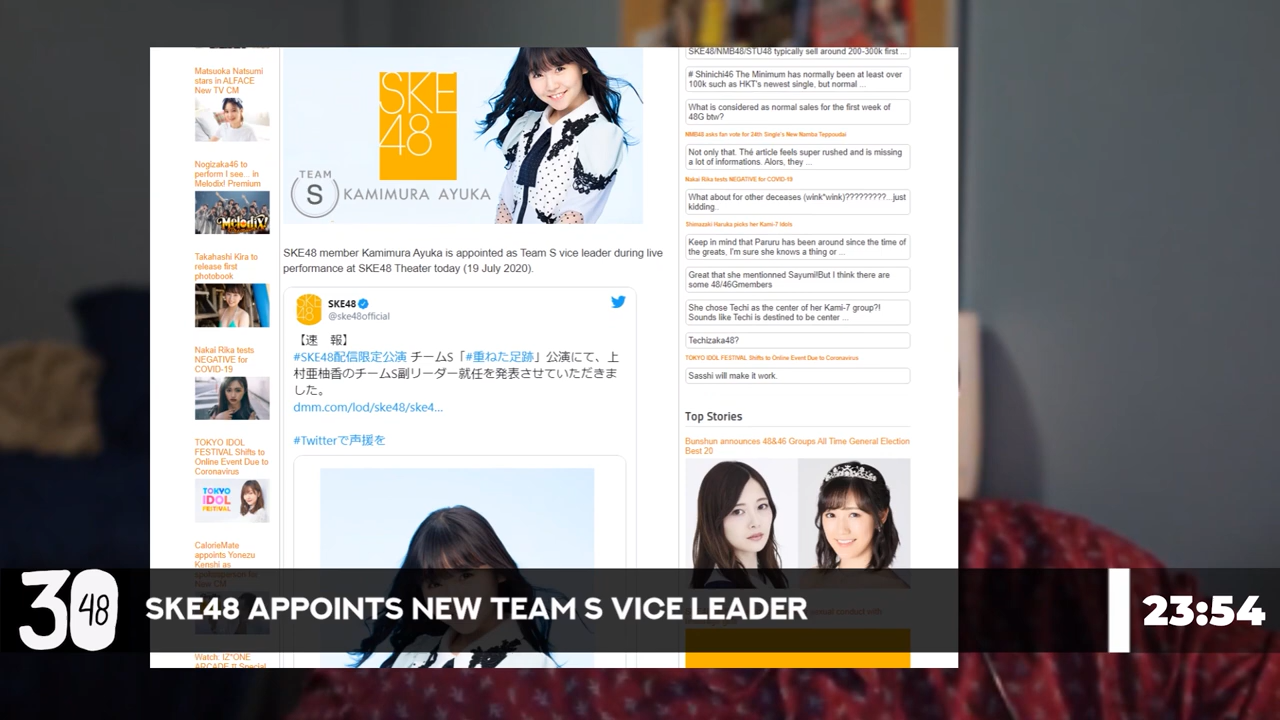 Matsuoka Natsumi
stars in ALFACE
New TV CM
Nogizaka46 to
perform I see... in
Melodix! Premium
MelodiX!
Takahashi Kira to
release first
photobook
Nakai Rika tests
NEGATIVE for
COVID-19
TOKYO IDOL
FESTIVAL Shifts to
Online Event Due to
Coronavirus
TOKYO
IDOL
FESTIVAL
CalorieMate
appoints Yonezu
Kenshi as
spokesperson for
New CM
Watch: IZ*ONE
SKE
48
TEAM
S
KAMIMURA AYUKA
SKE48 member Kamimura Ayuka is appointed as Team S vice leader during live
performance at SKE48 Theater today (19 July 2020).
SKE48
@ske48official
【速　報】
#SKE48配信限定公演 チームS「#重ねた足跡」公演にて、上
村亜柚香のチームS副リーダー就任を発表させていただきま
した。
dmm.com/lod/ske48/ske4...
#Twitterで声援を
SKE48/NMB48/STU48 typically sell around 200-300k first ...
# Shinichi46 The Minimum has normally been at least over
100k such as HKT's newest single, but normal ...
What is considered as normal sales for the first week of
48G btw?
NMB48 asks fan vote for 24th Single's New Namba Teppoudai
Not only that. Thé article feels super rushed and is missing
a lot of informations. Alors, they ...
Nakai Rika tests NEGATIVE for COVID-19
What about for other deceases (wink*wink)?????????...just
kidding..
Shimazaki Haruka picks her Kami-7 Idols
Keep in mind that Paruru has been around since the time of
the greats, I'm sure she knows a thing or ...
Great that she mentionned Sayumi!But I think there are
some 48/46Gmembers
She chose Techi as the center of her Kami-7 group?!
Sounds like Techi is destined to be center ...
Techizaka48?
TOKYO IDOL FESTIVAL Shifts to Online Event Due to Coronavirus
Sasshi will make it work.
Top Stories
Bunshun announces 48&46 Groups All Time General Election
Best 20
30
48
SKE48 APPOINTS NEW TEAM S VICE LEADER
23:54